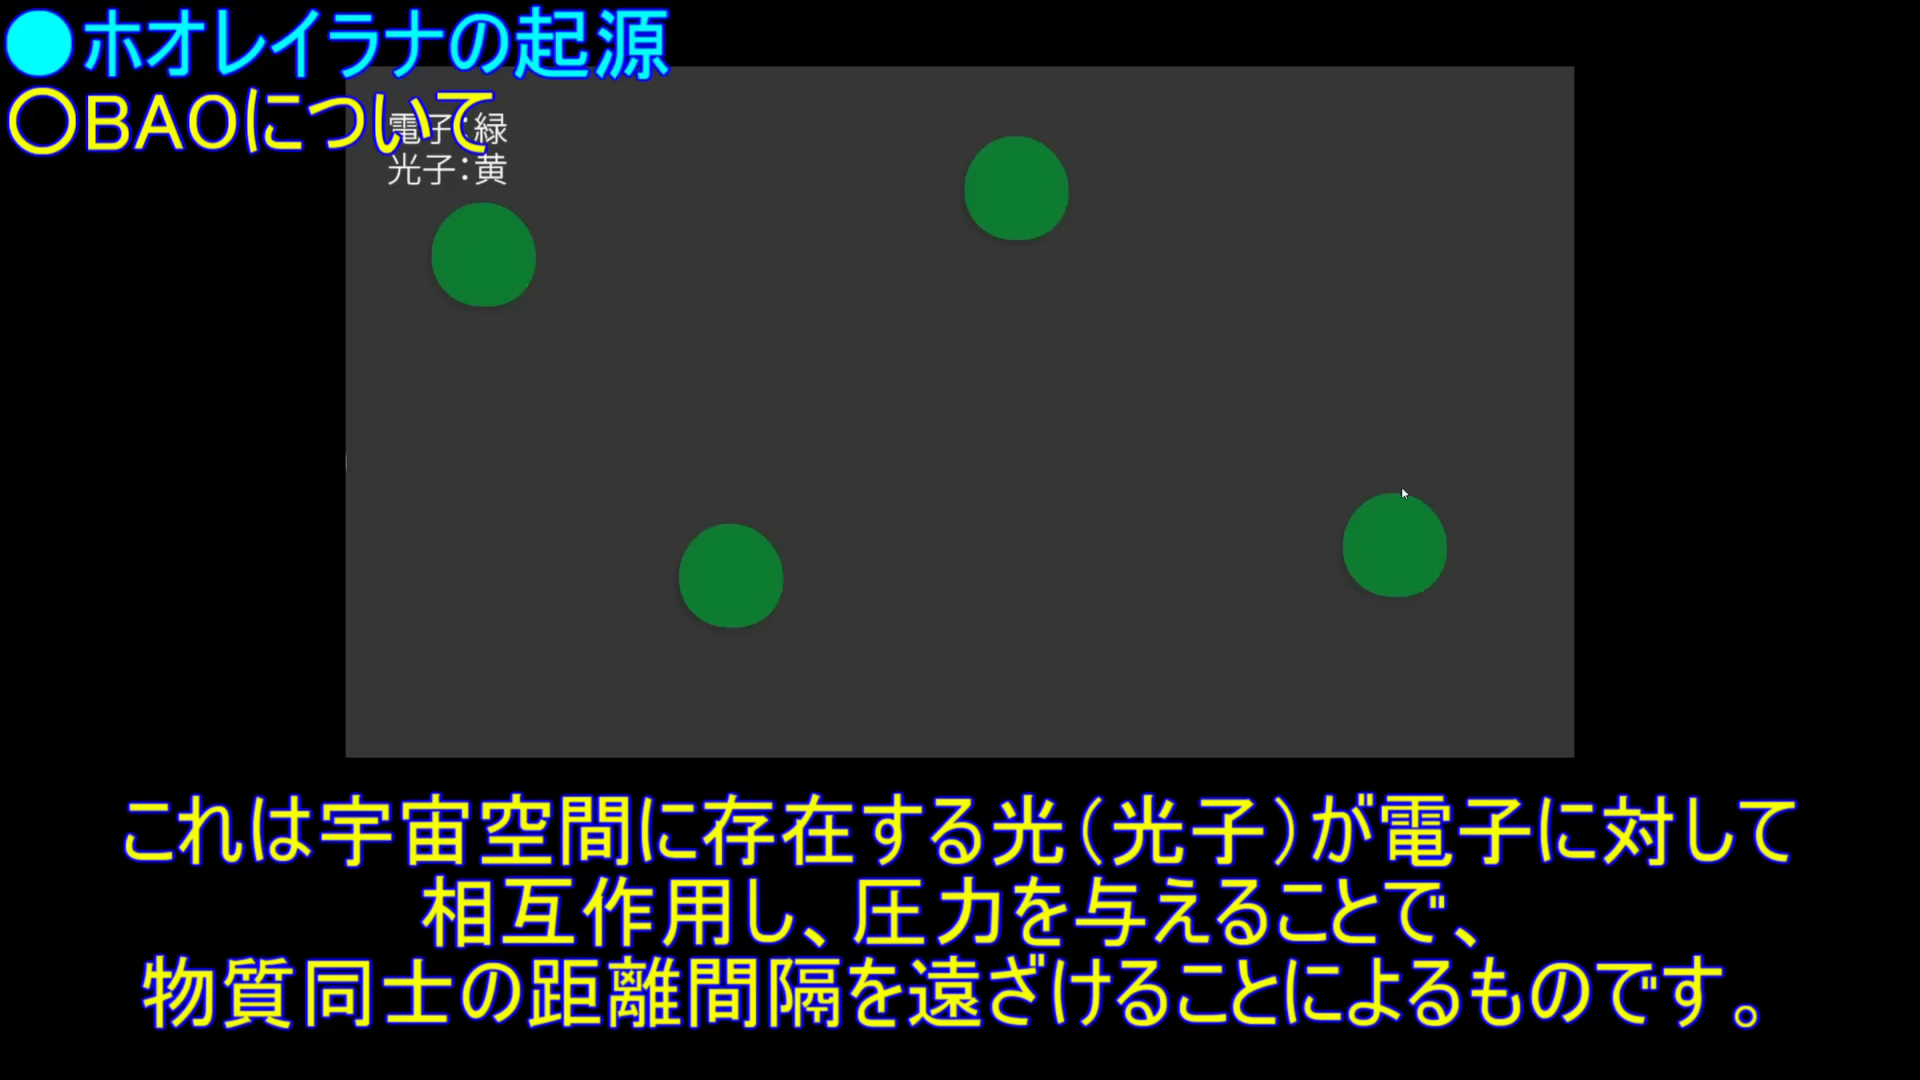 ●ホオレイラナの起源
〇BAOについて
電子：緑
光子：黄
これは宇宙空間に存在する光（光子）が電子に対して
相互作用し、圧力を与えることで、
物質同士の距離間隔を遠ざけることによるものです。